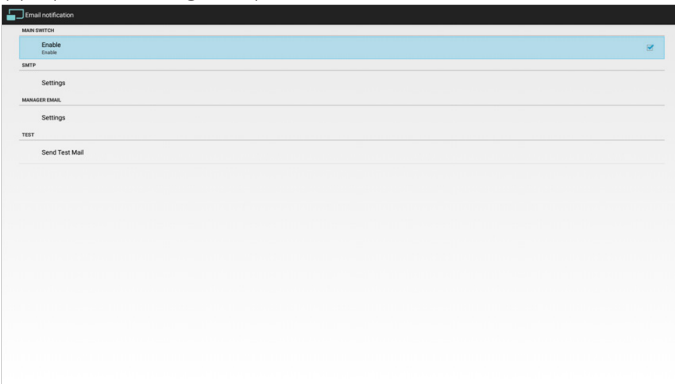 Email notification
MAIN SWITCH
Enable
Enable
SMTP
Settings
MANAGER EMAIL
Settings
TEST
Send Test Mail